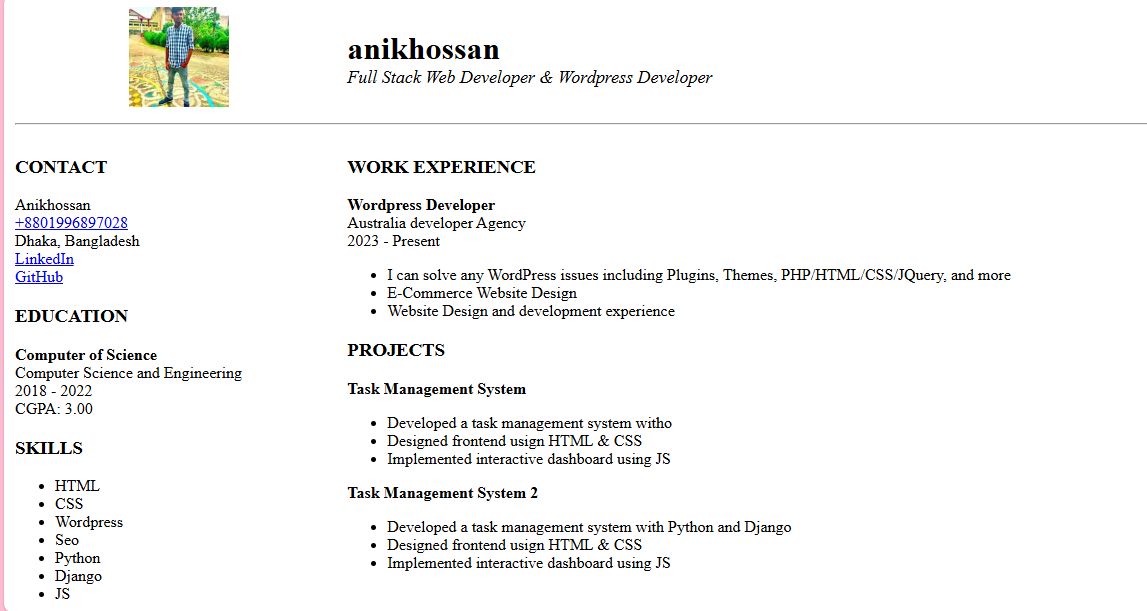 anikhossan
Full Stack Web Developer & Wordpress Developer
CONTACT
Anikhossan
+8801996897028
Dhaka, Bangladesh
LinkedIn
GitHub
EDUCATION
Computer of Science
Computer Science and Engineering
2018 - 2022
CGPA: 3.00
SKILLS
HTML
CSS
Wordpress
Seo
Python
Django
JS
WORK EXPERIENCE
Wordpress Developer
Australia developer Agency
2023 - Present
I can solve any WordPress issues including Plugins, Themes, PHP/HTML/CSS/JQuery, and more
E-Commerce Website Design
Website Design and development experience
PROJECTS
Task Management System
Developed a task management system witho
Designed frontend usign HTML & CSS
Implemented interactive dashboard using JS
Task Management System 2
Developed a task management system with Python and Django
Designed frontend usign HTML & CSS
Implemented interactive dashboard using JS